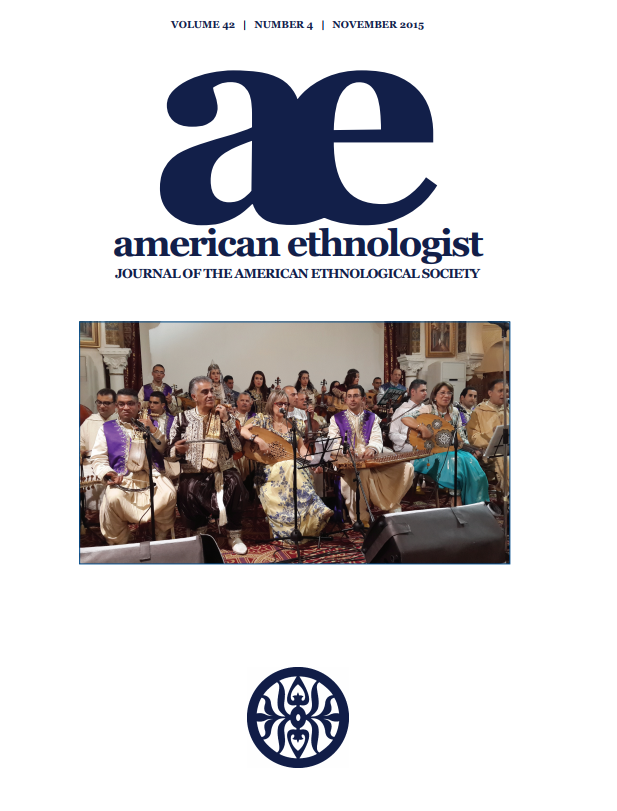 VOLUME 42 | NUMBER 4 | NOVEMBER 2015
ae
american ethnologist
JOURNAL OF THE AMERICAN ETHNOLOGICAL SOCIETY